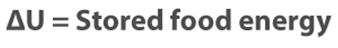 ΔU = Stored food energy